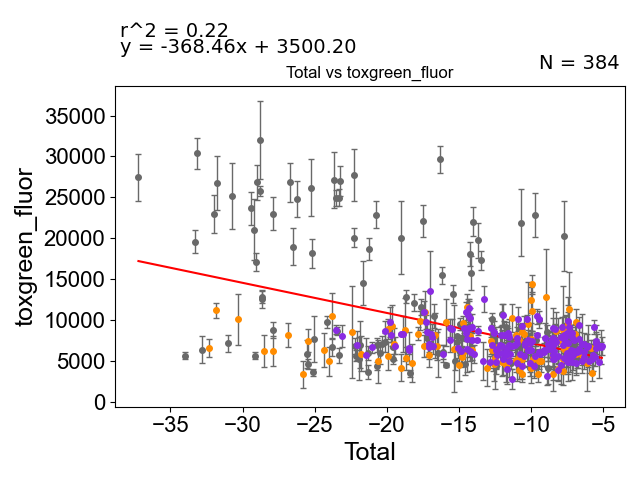 r^2 = 0.22
y = -368.46x + 3500.20
N = 384
Total vs toxgreen_fluor
toxgreen_fluor
35000
30000
25000
20000
15000
10000
5000
0
−35
−30
−25
−20
−15
−10
−5
Total